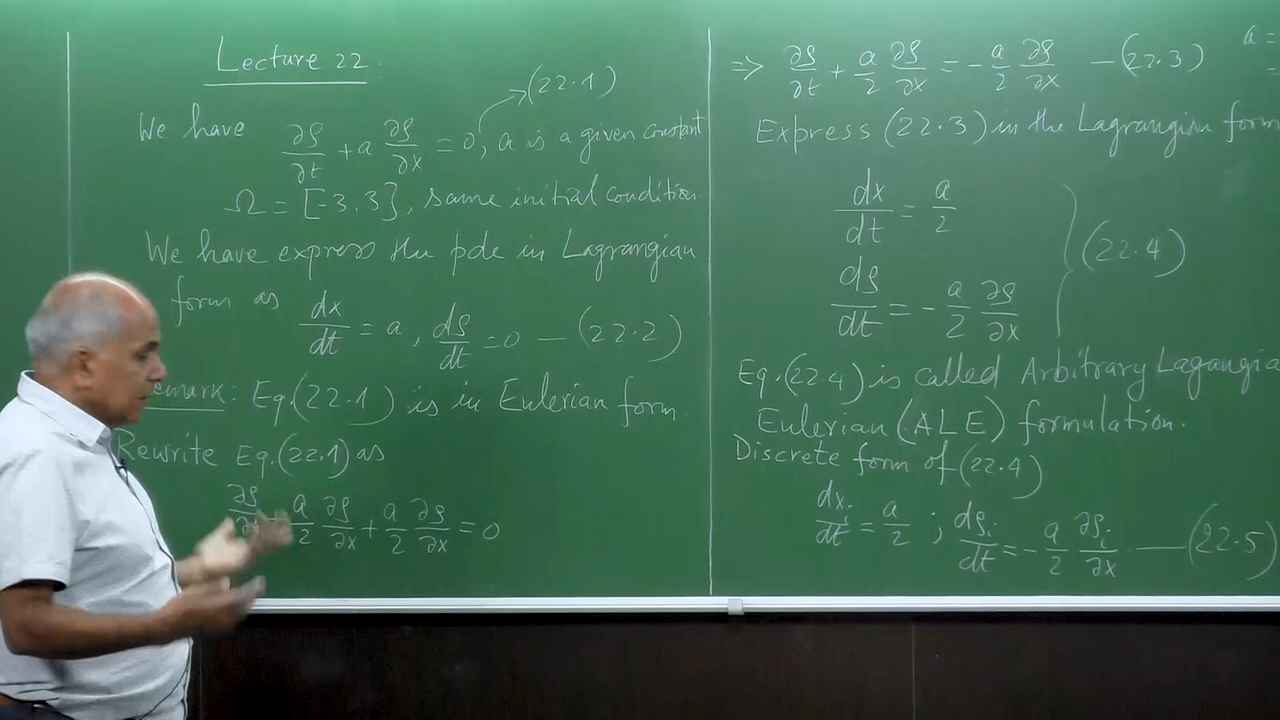 Lecture 22.
(22.1)
We have ∂ρ/∂t + a ∂ρ/∂x = 0, a is a given constant
Ω = [-3,3], same initial condition.
We have express the pde in Lagrangian
form as dx/dt = a, dρ/dt = 0 — (22.2)
emark: Eq.(22.1) is in Eulerian form.
Rewrite Eq.(22.1) as
a/2 ∂ρ/∂x + a/2 ∂ρ/∂x = 0
⇒ ∂ρ/∂t + a/2 ∂ρ/∂x = - a/2 ∂ρ/∂x — (22.3)
a =
Express (22.3) in the Lagrangian form
dx/dt = a/2
(22.4)
dρ/dt = - a/2 ∂ρ/∂x
Eq.(22.4) is called Arbitrary Lagangia
Eulerian (ALE) formulation.
Discrete form of (22.4)
dxᵢ/dt = a/2 ; dρᵢ/dt = - a/2 ∂ρᵢ/∂x — (22.5)